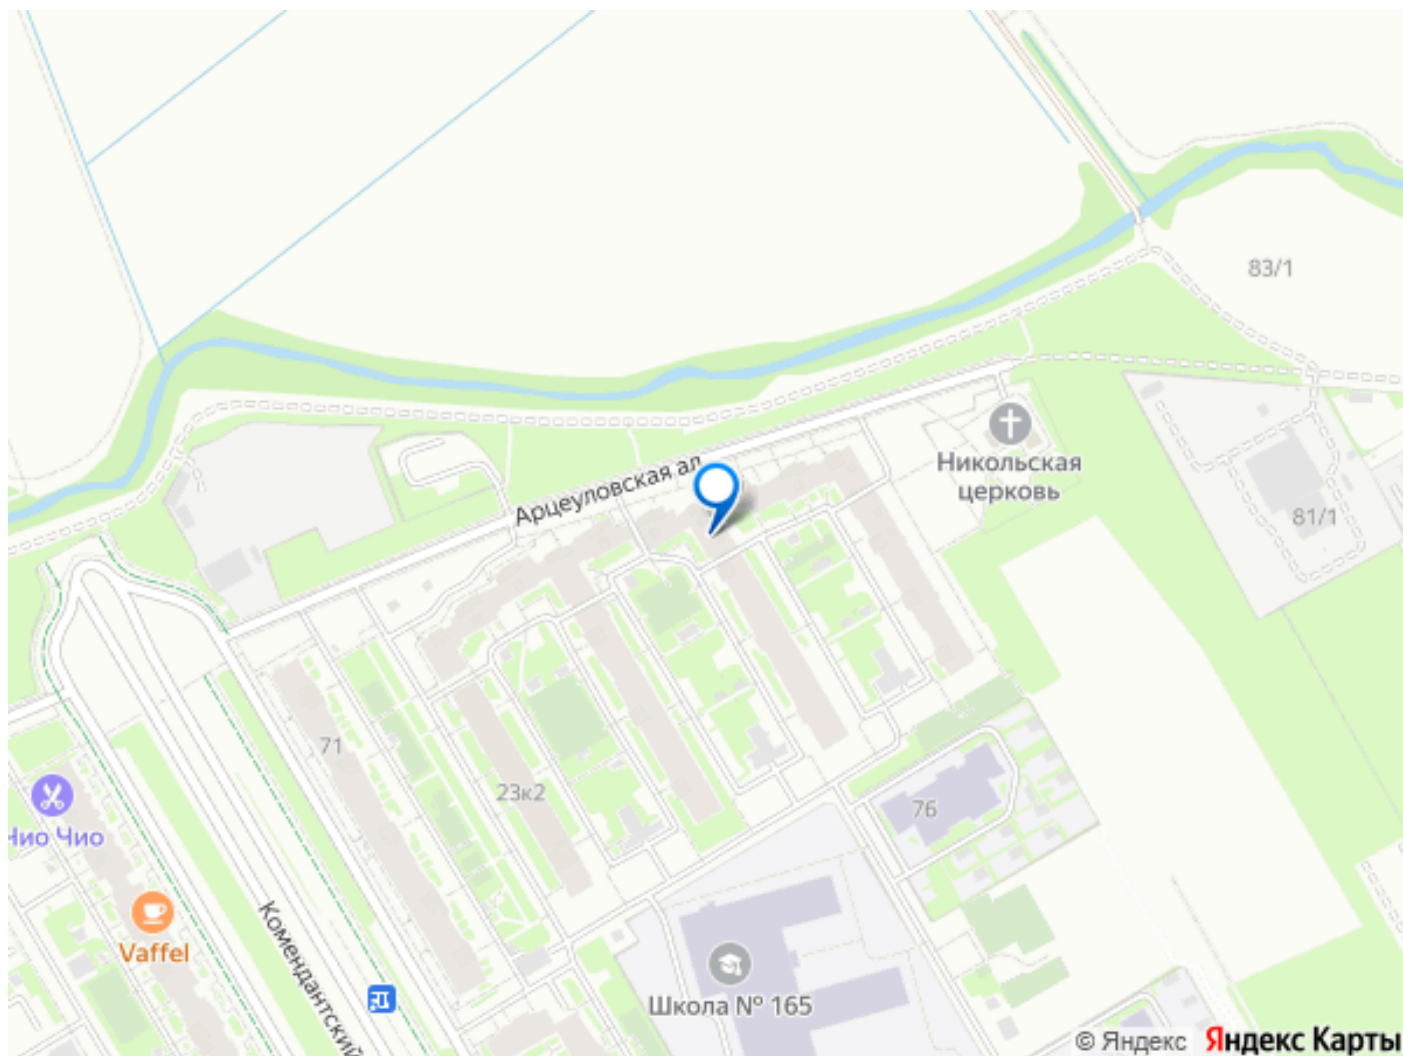 83/1
Никольская
церковь
Арцеуловская ал.
81/1
71
23к2
76
Чио Чио
Vaffel
Комендантский
Школа № 165
© Яндекс Яндекс Карты